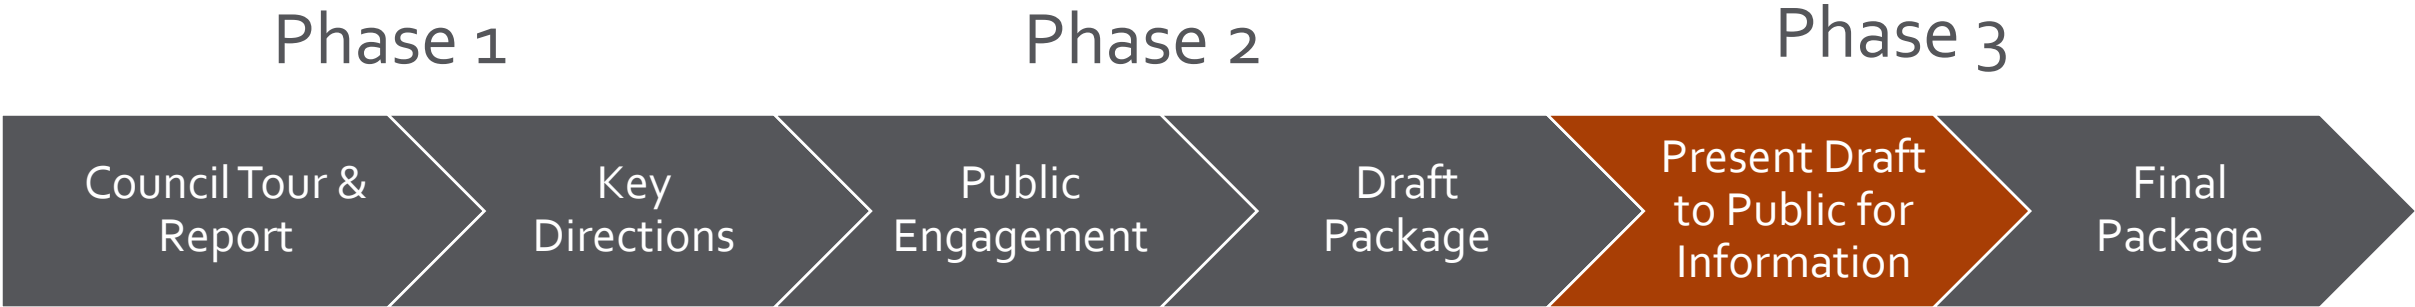 Phase 1
Phase 2
Phase 3
Council Tour &
Report
Key
Directions
Public
Engagement
Draft
Package
Present Draft
to Public for
Information
Final
Package